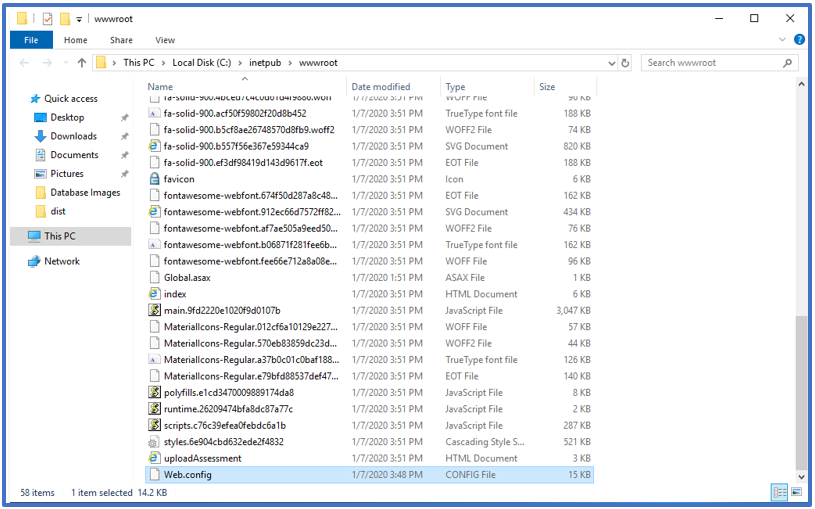 wwwroot
File Home Share View
This PC > Local Disk (C:) > inetpub > wwwroot
Search wwwroot
Quick access
Desktop
Downloads
Documents
Pictures
Database Images
dist
This PC
Network
Name Date modified Type Size
fa-solid-900.4bced7c4c0d61d4f9886.woff 1/7/2020 3:51 PM WOFF File 96 KB
fa-solid-900.acf50f59802f20d8b452 1/7/2020 3:51 PM TrueType font file 188 KB
fa-solid-900.b5cf8ae26748570d8fb9.woff2 1/7/2020 3:51 PM WOFF2 File 74 KB
fa-solid-900.b557f56e367e59344ca9 1/7/2020 3:51 PM SVG Document 820 KB
fa-solid-900.ef3df98419d143d9617f.eot 1/7/2020 3:51 PM EOT File 188 KB
favicon 1/7/2020 3:51 PM Icon 6 KB
fontawesome-webfont.674f50d287a8c48... 1/7/2020 3:51 PM EOT File 162 KB
fontawesome-webfont.912ec66d7572ff82... 1/7/2020 3:51 PM SVG Document 434 KB
fontawesome-webfont.af7ae505a9eed50... 1/7/2020 3:51 PM WOFF2 File 76 KB
fontawesome-webfont.b06871f281fee6b... 1/7/2020 3:51 PM TrueType font file 162 KB
fontawesome-webfont.fee66e712a8a08e... 1/7/2020 3:51 PM WOFF File 96 KB
Global.asax 1/7/2020 1:51 PM ASAX File 1 KB
index 1/7/2020 3:51 PM HTML Document 6 KB
main.9fd2220e1020f9d0107b 1/7/2020 3:51 PM JavaScript File 3,047 KB
MaterialIcons-Regular.012cf6a10129e227... 1/7/2020 3:51 PM WOFF File 57 KB
MaterialIcons-Regular.570eb83859dc23d... 1/7/2020 3:51 PM WOFF2 File 44 KB
MaterialIcons-Regular.a37b0c01c0baf188... 1/7/2020 3:51 PM TrueType font file 126 KB
MaterialIcons-Regular.e79bfd88537def47... 1/7/2020 3:51 PM EOT File 140 KB
polyfills.e1cd3470009889174da8 1/7/2020 3:51 PM JavaScript File 8 KB
runtime.26209474bfa8dc87a77c 1/7/2020 3:51 PM JavaScript File 2 KB
scripts.c76c39efea0febdc6a1b 1/7/2020 3:51 PM JavaScript File 287 KB
styles.6e904cbd632ede2f4832 1/7/2020 3:51 PM Cascading Style S... 521 KB
uploadAssessment 1/7/2020 3:51 PM HTML Document 3 KB
Web.config 1/7/2020 3:48 PM CONFIG File 15 KB
58 items 1 item selected 14.2 KB